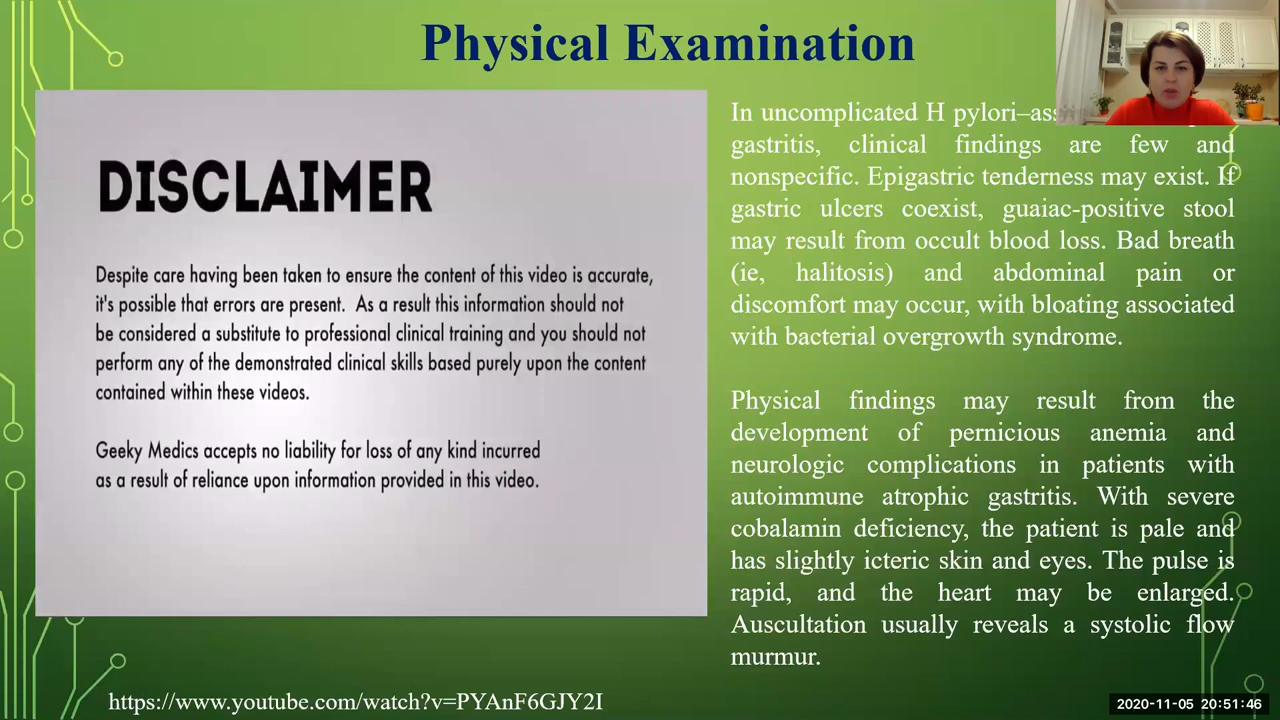 Physical Examination
DISCLAIMER
Despite care having been taken to ensure the content of this video is accurate,
it's possible that errors are present. As a result this information should not
be considered a substitute to professional clinical training and you should not
perform any of the demonstrated clinical skills based purely upon the content
contained within these videos.
Geeky Medics accepts no liability for loss of any kind incurred
as a result of reliance upon information provided in this video.
https://www.youtube.com/watch?v=PYAnF6GJY2I
In uncomplicated H pylori–
gastritis, clinical findings are few and
nonspecific. Epigastric tenderness may exist. If
gastric ulcers coexist, guaiac-positive stool
may result from occult blood loss. Bad breath
(ie, halitosis) and abdominal pain or
discomfort may occur, with bloating associated
with bacterial overgrowth syndrome.
Physical findings may result from the
development of pernicious anemia and
neurologic complications in patients with
autoimmune atrophic gastritis. With severe
cobalamin deficiency, the patient is pale and
has slightly icteric skin and eyes. The pulse is
rapid, and the heart may be enlarged.
Auscultation usually reveals a systolic flow
murmur.
2020-11-05 20:51:46